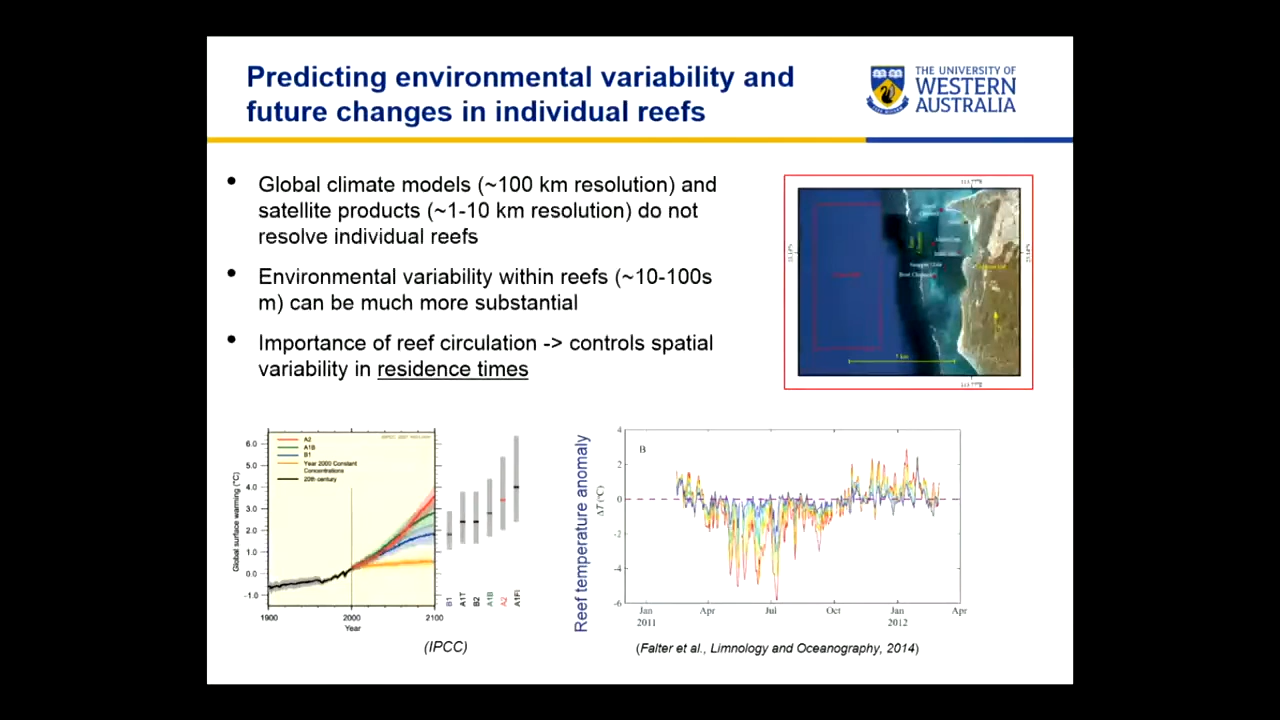 Predicting environmental variability and
future changes in individual reefs
THE UNIVERSITY OF
WESTERN
AUSTRALIA
• Global climate models (~100 km resolution) and
satellite products (~1-10 km resolution) do not
resolve individual reefs
• Environmental variability within reefs (~10-100s
m) can be much more substantial
• Importance of reef circulation -> controls spatial
variability in residence times
5 km
Global surface warming (°C)
6.0
5.0
4.0
3.0
2.0
1.0
0.0
-1.0
A2
A1B
B1
Year 2000 Constant
Concentrations
20th century
1900
2000
2100
Year
B1
A1T
B2
A1B
A2
A1FI
(IPCC)
Reef temperature anomaly
ΔT (°C)
B
4
2
0
-2
-4
-6
Jan
2011
Apr
Jul
Oct
Jan
2012
Apr
(Falter et al., Limnology and Oceanography, 2014)